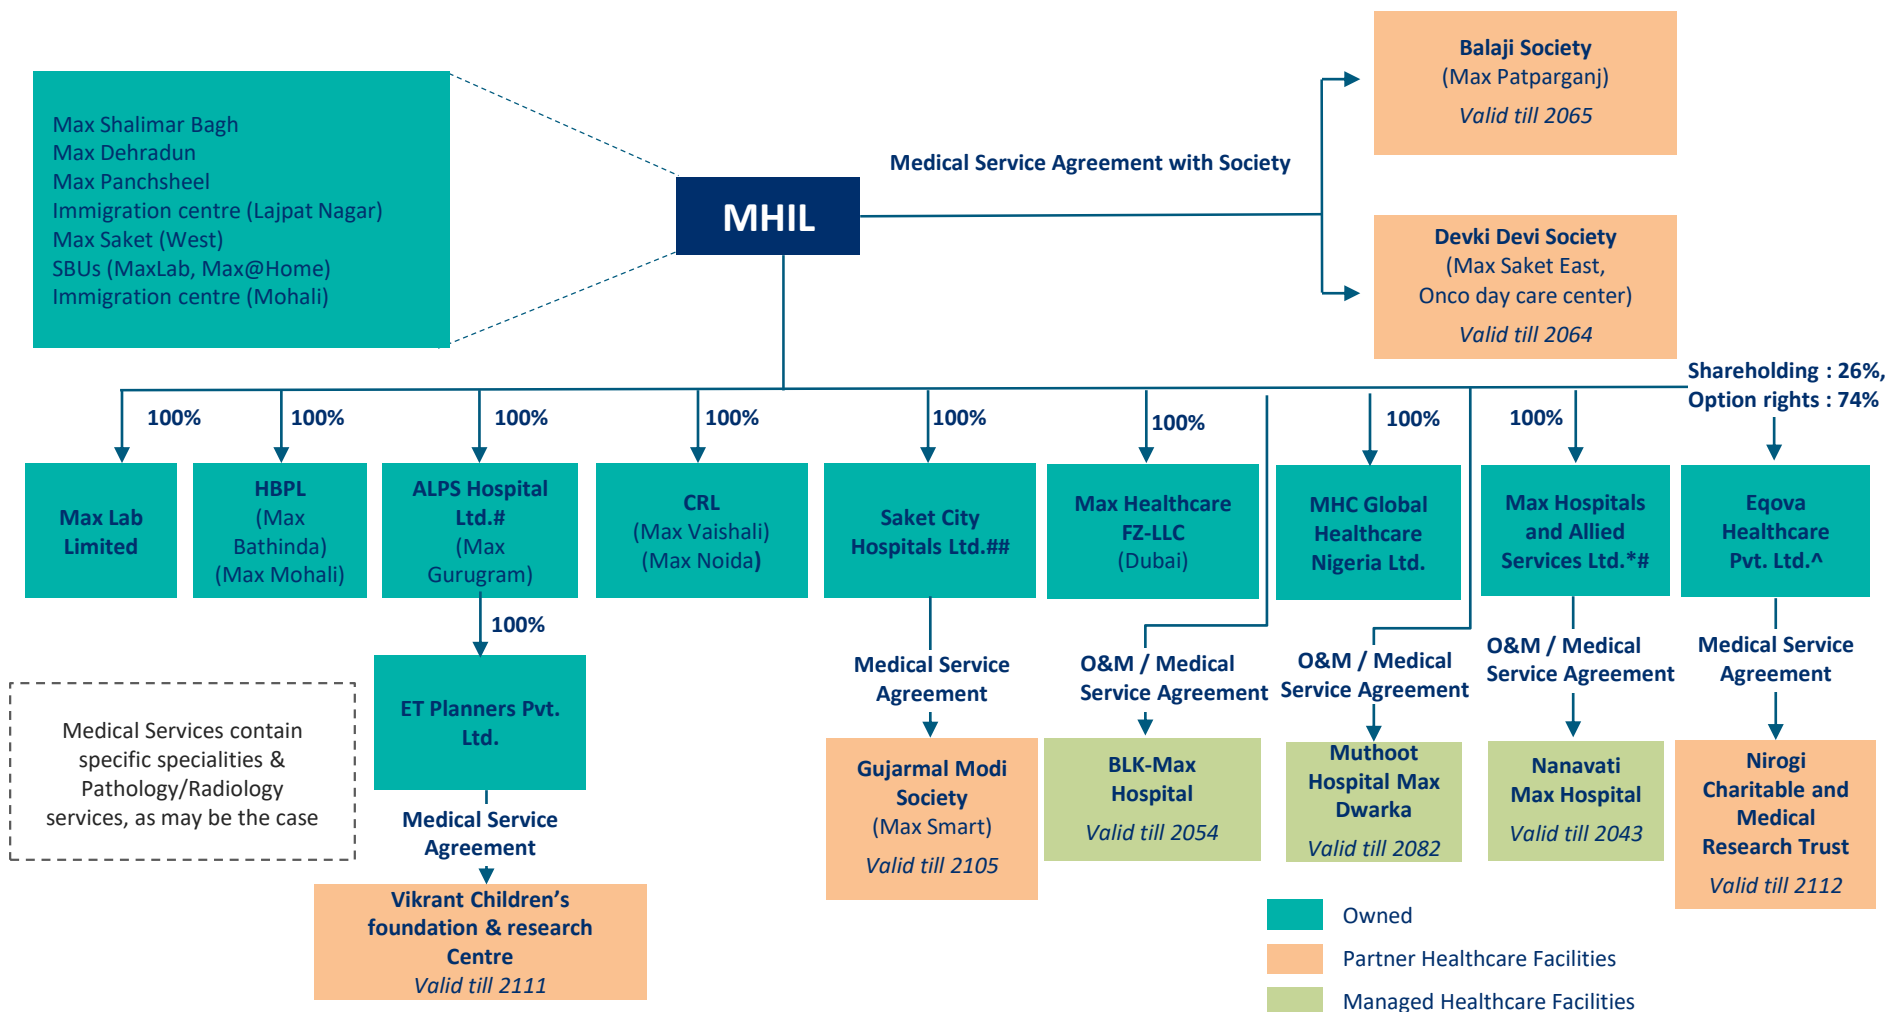 Balaji Society
(Max Patparganj)
Valid till 2065
Max Shalimar Bagh
Max Dehradun
Max Panchsheel
Immigration centre (Lajpat Nagar)
Max Saket (West)
SBUs (MaxLab, Max@Home)
Immigration centre (Mohali)
MHIL
Medical Service Agreement with Society
Devki Devi Society
(Max Saket East,
Onco day care center)
Valid till 2064
Shareholding : 26%,
Option rights : 74%
100%
100%
100%
100%
100%
100%
100%
100%
Max Lab
Limited
HBPL
(Max
Bathinda)
(Max Mohali)
ALPS Hospital
Ltd.#
(Max
Gurugram)
CRL
(Max Vaishali)
(Max Noida)
Saket City
Hospitals Ltd.##
Max Healthcare
FZ-LLC
(Dubai)
MHC Global
Healthcare
Nigeria Ltd.
Max Hospitals
and Allied
Services Ltd.*#
Eqova
Healthcare
Pvt. Ltd.^
100%
ET Planners Pvt.
Ltd.
Medical Service
Agreement
O&M / Medical
Service Agreement
O&M / Medical
Service Agreement
O&M / Medical
Service Agreement
Medical Service
Agreement
Medical Services contain
specific specialities &
Pathology/Radiology
services, as may be the case
Medical Service
Agreement
Gujarmal Modi
Society
(Max Smart)
Valid till 2105
BLK-Max
Hospital
Valid till 2054
Muthoot
Hospital Max
Dwarka
Valid till 2082
Nanavati
Max Hospital
Valid till 2043
Nirogi
Charitable and
Medical
Research Trust
Valid till 2112
Vikrant Children’s
foundation & research
Centre
Valid till 2111
Owned
Partner Healthcare Facilities
Managed Healthcare Facilities